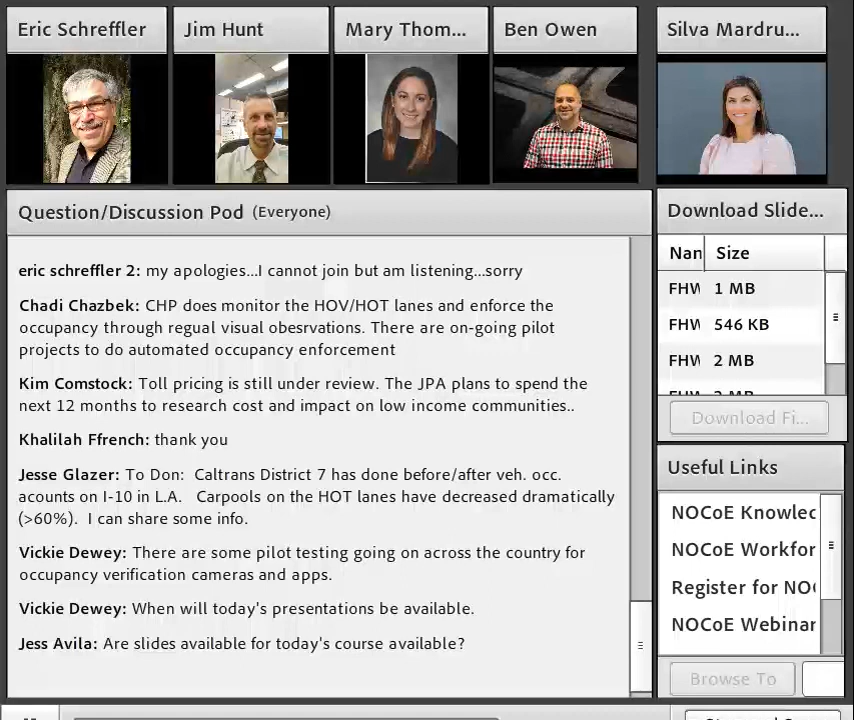 Eric Schreffler
Jim Hunt
Mary Thom...
Ben Owen
Silva Mardru...
Question/Discussion Pod (Everyone)
eric schreffler 2: my apologies...I cannot join but am listening...sorry
Chadi Chazbek: CHP does monitor the HOV/HOT lanes and enforce the
occupancy through regual visual obesrvations. There are on-going pilot
projects to do automated occupancy enforcement
Kim Comstock: Toll pricing is still under review. The JPA plans to spend the
next 12 months to research cost and impact on low income communities..
Khalilah Ffrench: thank you
Jesse Glazer: To Don: Caltrans District 7 has done before/after veh. occ.
acounts on I-10 in L.A. Carpools on the HOT lanes have decreased dramatically
(>60%). I can share some info.
Vickie Dewey: There are some pilot testing going on across the country for
occupancy verification cameras and apps.
Vickie Dewey: When will today's presentations be available.
Jess Avila: Are slides available for today's course available?
Download Slide...
Nan Size
FHW 1 MB
FHW 546 KB
FHW 2 MB
Download Fi...
Useful Links
NOCoE Knowlec
NOCoE Workfor
Register for NO
NOCoE Webinar
Browse To